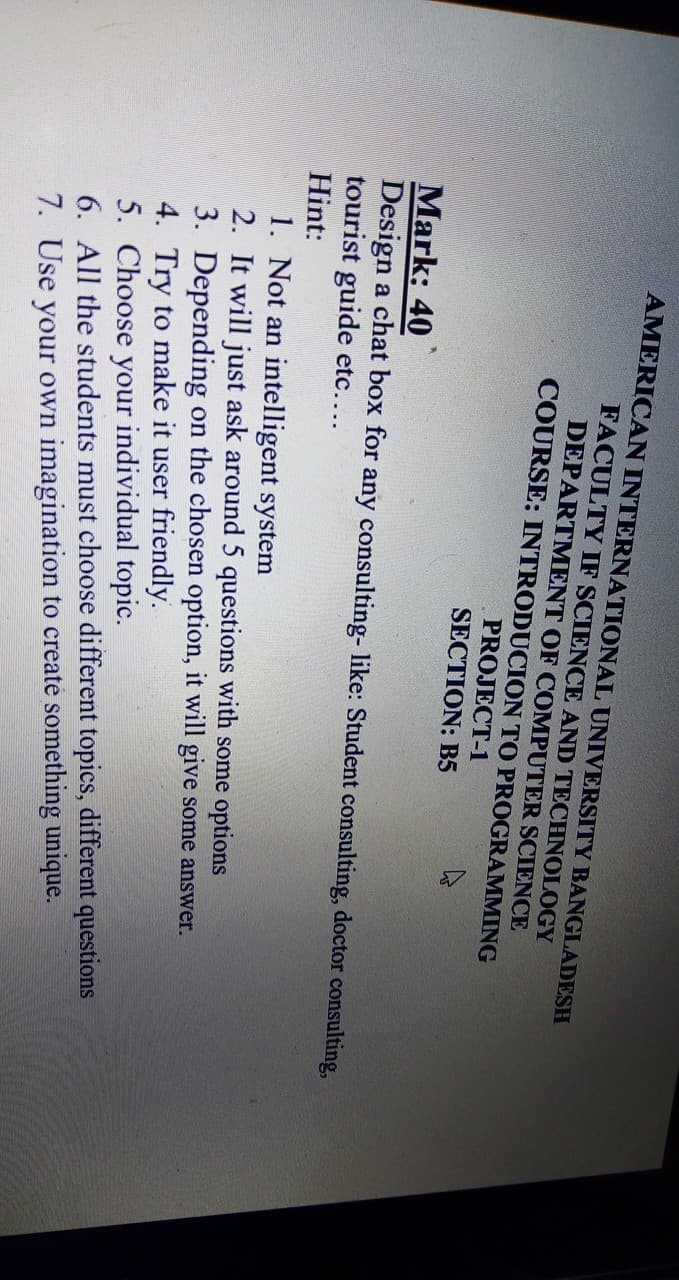 AMERICAN INTERNATIONAL UNIVERSITY BANGLADESH
FACULTY IF SCIENCE AND TECHNOLOGY
DEPARTMENT OF COMPUTER SCIENCE
COURSE: INTRODUCION TO PROGRAMMING
PROJECT-1
SECTION: B5
Mark: 40
Design a chat box for any consulting- like: Student consulting, doctor consulting,
tourist guide etc....
Hint:
1. Not an intelligent system
2. It will just ask around 5 questions with some options
3. Depending on the chosen option, it will give some answer.
4. Try to make it user friendly.
5. Choose your individual topic.
6. All the students must choose different topics, different questions
7. Use your own imagination to create something unique.